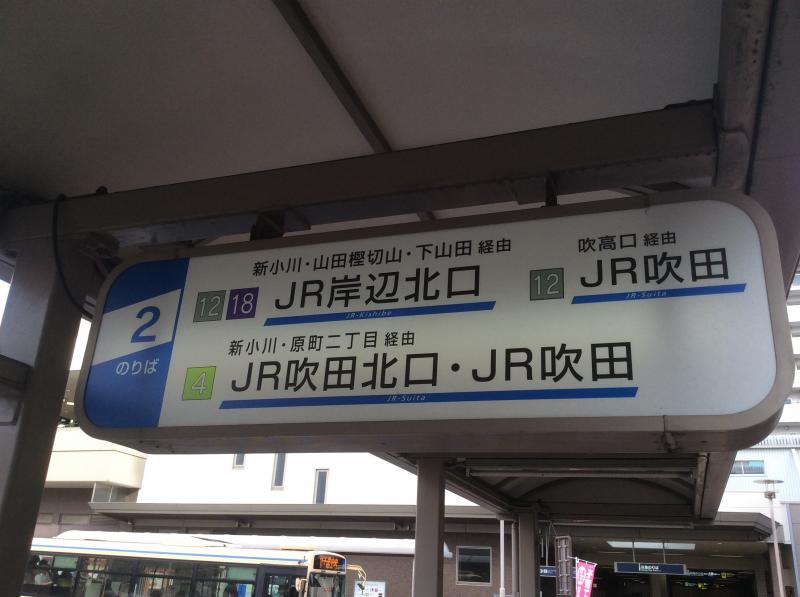 2
のりば
新小川・山田樫切山・下山田 経由
12 18 JR岸辺北口
JR-Kishibe
吹高口 経由
12 JR吹田
JR-Suita
新小川・原町二丁目 経由
4 JR吹田北口・JR吹田
JR-Suita